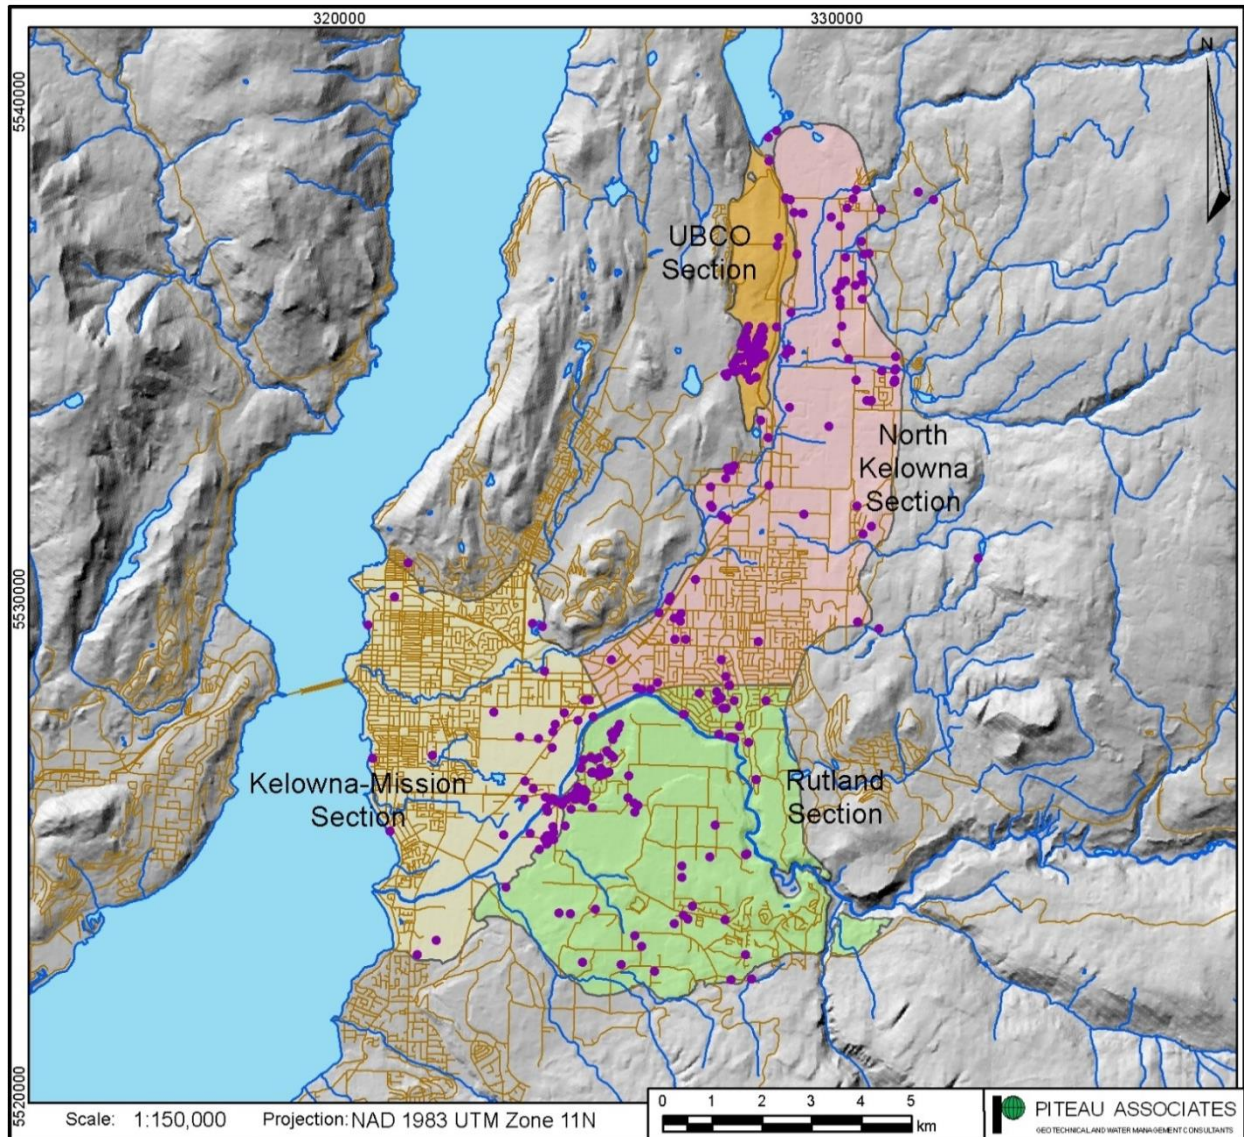 320000
330000
N
5540000
UBCO
Section
North
Kelowna
Section
5530000
Kelowna-Mission
Section
Rutland
Section
5520000
Scale: 1:150,000 Projection: NAD 1983 UTM Zone 11N
0 1 2 3 4 5
km
PITEAU ASSOCIATES
GEOTECHNICAL AND WATER MANAGEMENT CONSULTANTS